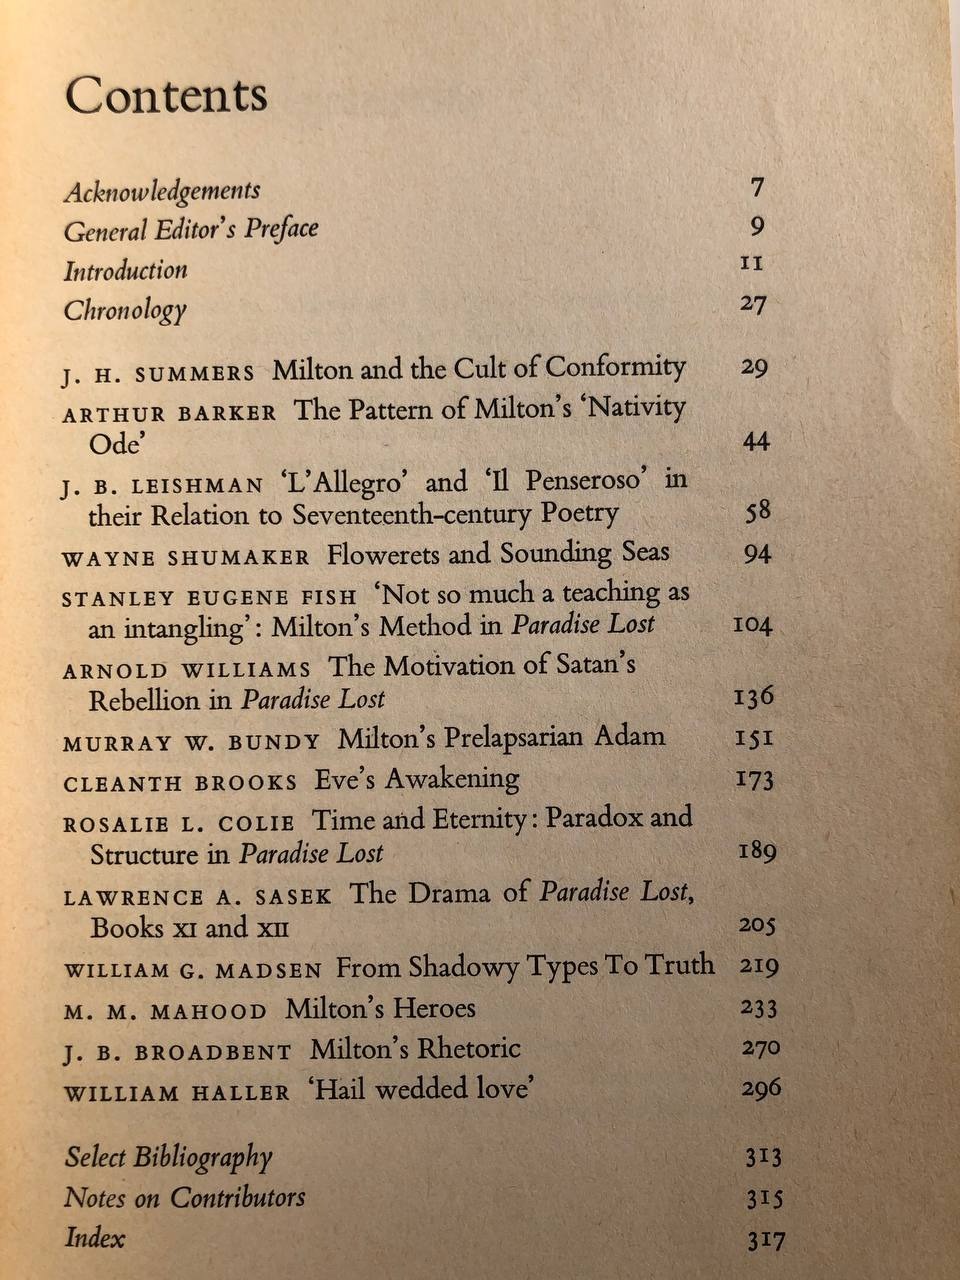 Contents
Acknowledgements 7
General Editor's Preface 9
Introduction 11
Chronology 27
J. H. SUMMERS Milton and the Cult of Conformity 29
ARTHUR BARKER The Pattern of Milton's 'Nativity
Ode' 44
J. B. LEISHMAN 'L'Allegro' and 'Il Penseroso' in
their Relation to Seventeenth-century Poetry 58
WAYNE SHUMAKER Flowerets and Sounding Seas 94
STANLEY EUGENE FISH 'Not so much a teaching as
an intangling': Milton's Method in Paradise Lost 104
ARNOLD WILLIAMS The Motivation of Satan's
Rebellion in Paradise Lost 136
MURRAY W. BUNDY Milton's Prelapsarian Adam 151
CLEANTH BROOKS Eve's Awakening 173
ROSALIE L. COLIE Time and Eternity: Paradox and
Structure in Paradise Lost 189
LAWRENCE A. SASEK The Drama of Paradise Lost,
Books XI and XII 205
WILLIAM G. MADSEN From Shadowy Types To Truth 219
M. M. MAHOOD Milton's Heroes 233
J. B. BROADBENT Milton's Rhetoric 270
WILLIAM HALLER 'Hail wedded love' 296
Select Bibliography 313
Notes on Contributors 315
Index 317